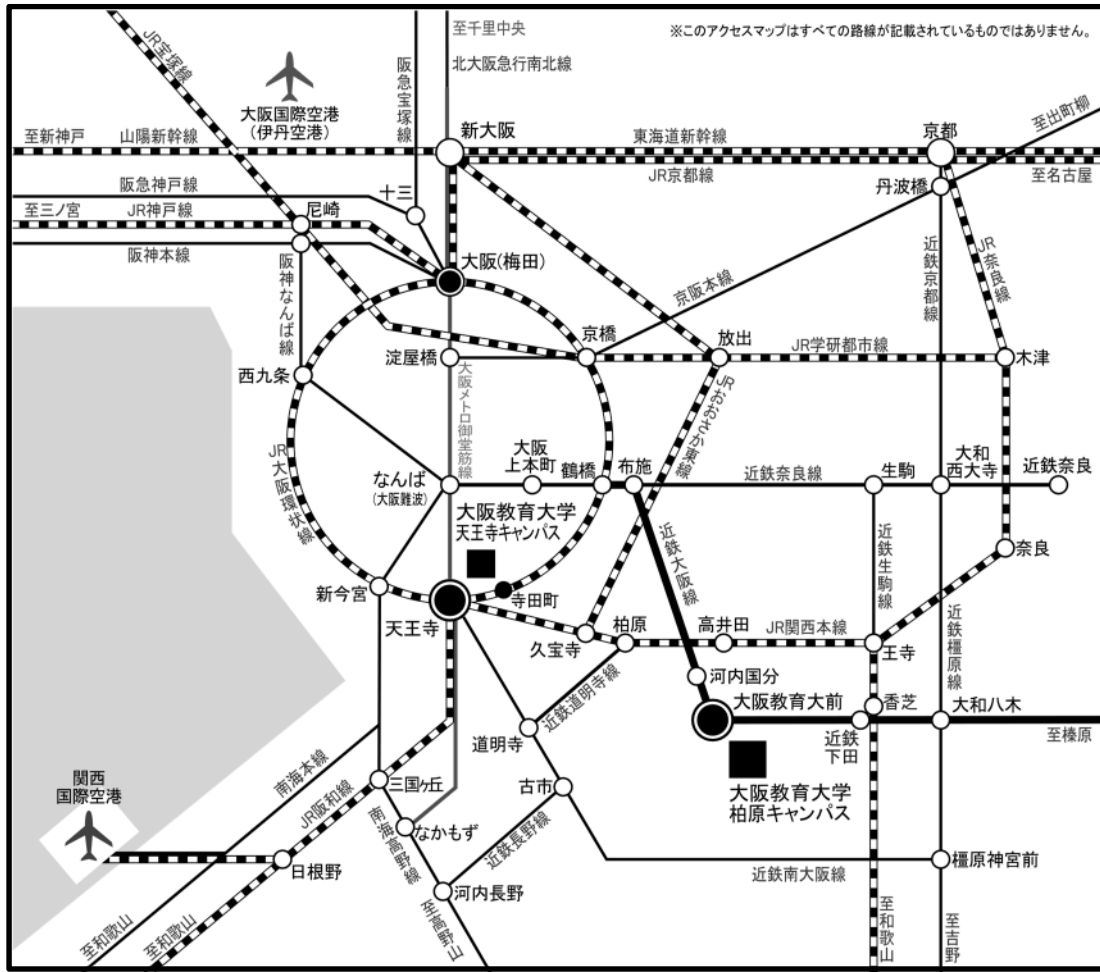 至千里中央
※このアクセスマップはすべての路線が記載されているものではありません。
JR宝塚線
阪急宝塚線
北大阪急行南北線
大阪国際空港
(伊丹空港)
至出町柳
至新神戸
山陽新幹線
新大阪
東海道新幹線
京都
JR京都線
至名古屋
阪急神戸線
十三
丹波橋
至三ノ宮
JR神戸線
尼崎
阪神本線
阪神なんば線
大阪(梅田)
近鉄京都線
JR奈良線
京阪本線
淀屋橋
京橋
放出
JR学研都市線
木津
西九条
大阪メトロ御堂筋線
JRおおさか東線
JR大阪環状線
なんば
(大阪難波)
大阪
上本町
鶴橋
布施
近鉄奈良線
生駒
大和
西大寺
近鉄奈良
大阪教育大学
天王寺キャンパス
近鉄大阪線
近鉄生駒線
奈良
新今宮
天王寺
寺田町
久宝寺
柏原
高井田
JR関西本線
王寺
近鉄橿原線
河内国分
近鉄道明寺線
大阪教育大前
香芝
大和八木
道明寺
近鉄
下田
至榛原
関西
国際空港
南海本線
JR阪和線
三国ヶ丘
古市
大阪教育大学
柏原キャンパス
なかもず
南海高野線
近鉄長野線
日根野
河内長野
近鉄南大阪線
橿原神宮前
至和歌山
至和歌山
至高野山
至和歌山
至吉野